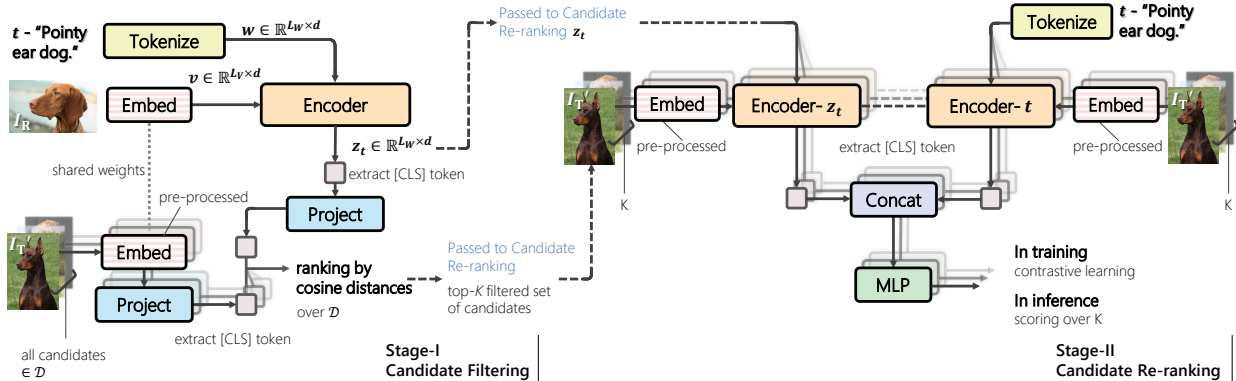 t - "Pointy
ear dog."
Tokenize
w ∈ ℝ^{L_W×d}
v ∈ ℝ^{L_V×d}
I_R
Embed
Encoder
z_t ∈ ℝ^{L_W×d}
shared weights
extract [CLS] token
pre-processed
Project
I_T′
Embed
Project
extract [CLS] token
ranking by
cosine distances
over 𝒟
all candidates
∈ 𝒟
Passed to Candidate
Re-ranking z_t
Passed to Candidate
Re-ranking
top-K filtered set
of candidates
Stage-I
Candidate Filtering
t - "Pointy
ear dog."
Tokenize
I_T′
Embed
Encoder- z_t
Encoder- t
Embed
I_T′
pre-processed
extract [CLS] token
pre-processed
K
K
Concat
MLP
In training
contrastive learning
In inference
scoring over K
Stage-II
Candidate Re-ranking